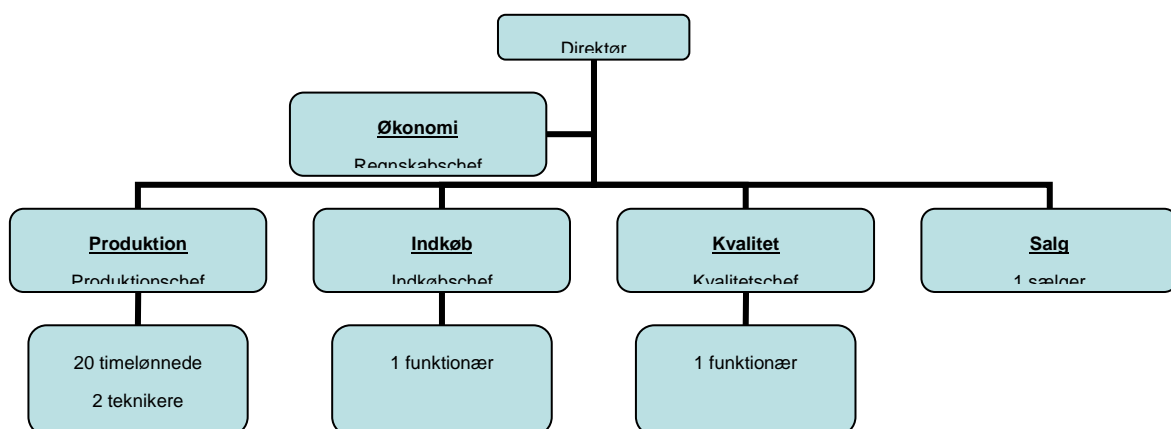 Direktør
Økonomi
Regnskabschef
Produktion
Produktionschef
Indkøb
Indkøbschef
Kvalitet
Kvalitetschef
Salg
1 sælger
20 timelønnede
2 teknikere
1 funktionær
1 funktionær